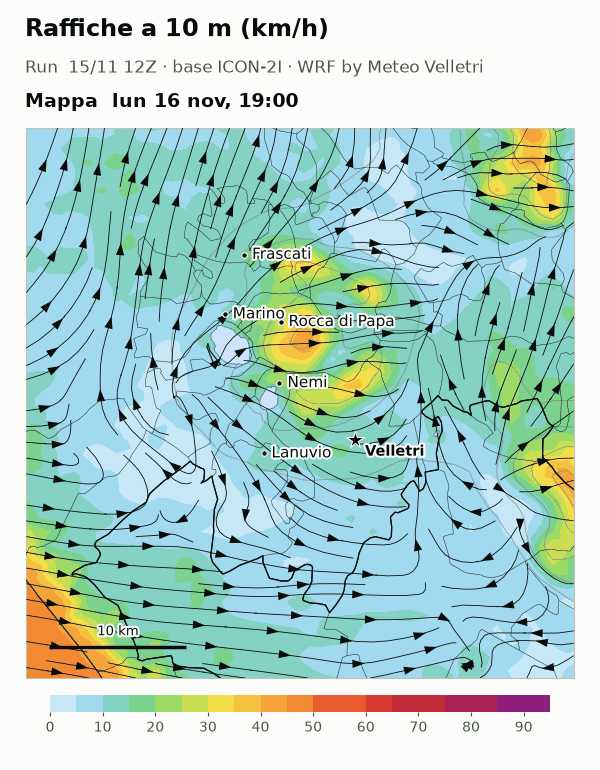 Raffiche a 10 m (km/h)
Run 15/11 12Z · base ICON-2I · WRF by Meteo Velletri
Mappa lun 16 nov, 19:00
Frascati
Marino
Rocca di Papa
Nemi
Velletri
Lanuvio
10 km
0 10 20 30 40 50 60 70 80 90